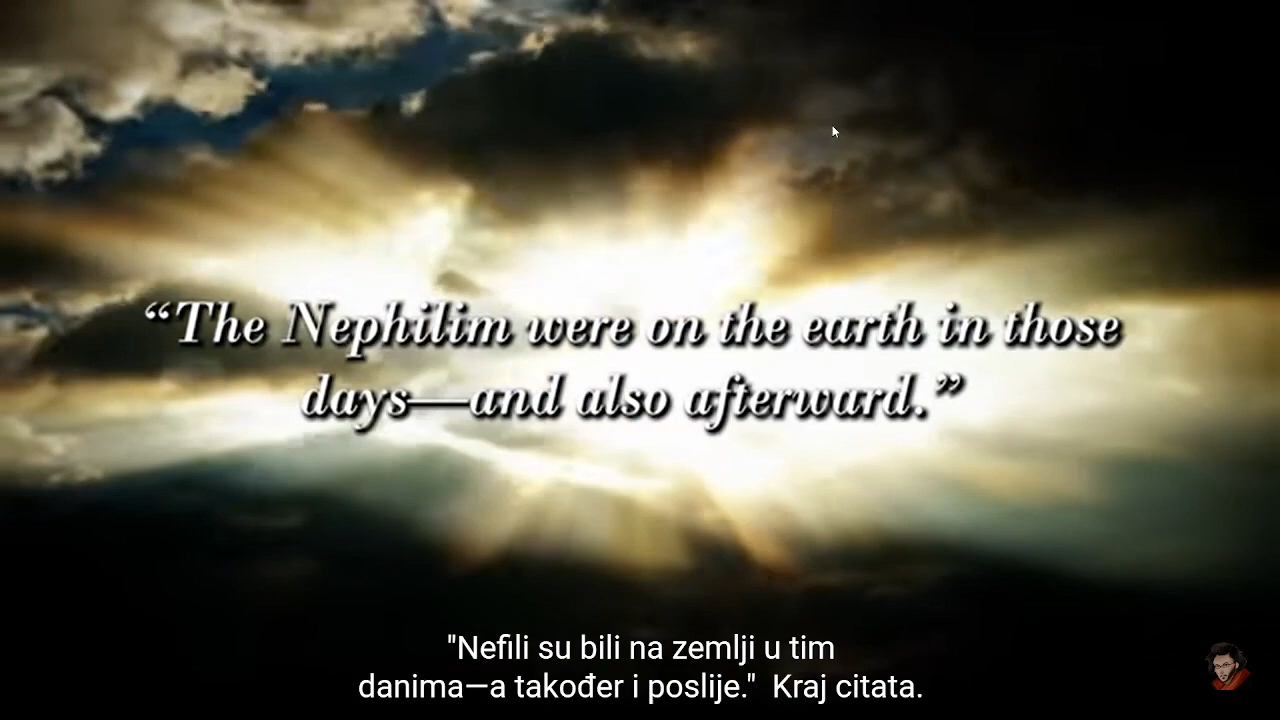 “The Nephilim were on the earth in those
days—and also afterward.”
"Nefili su bili na zemlji u tim
danima—a također i poslije."  Kraj citata.